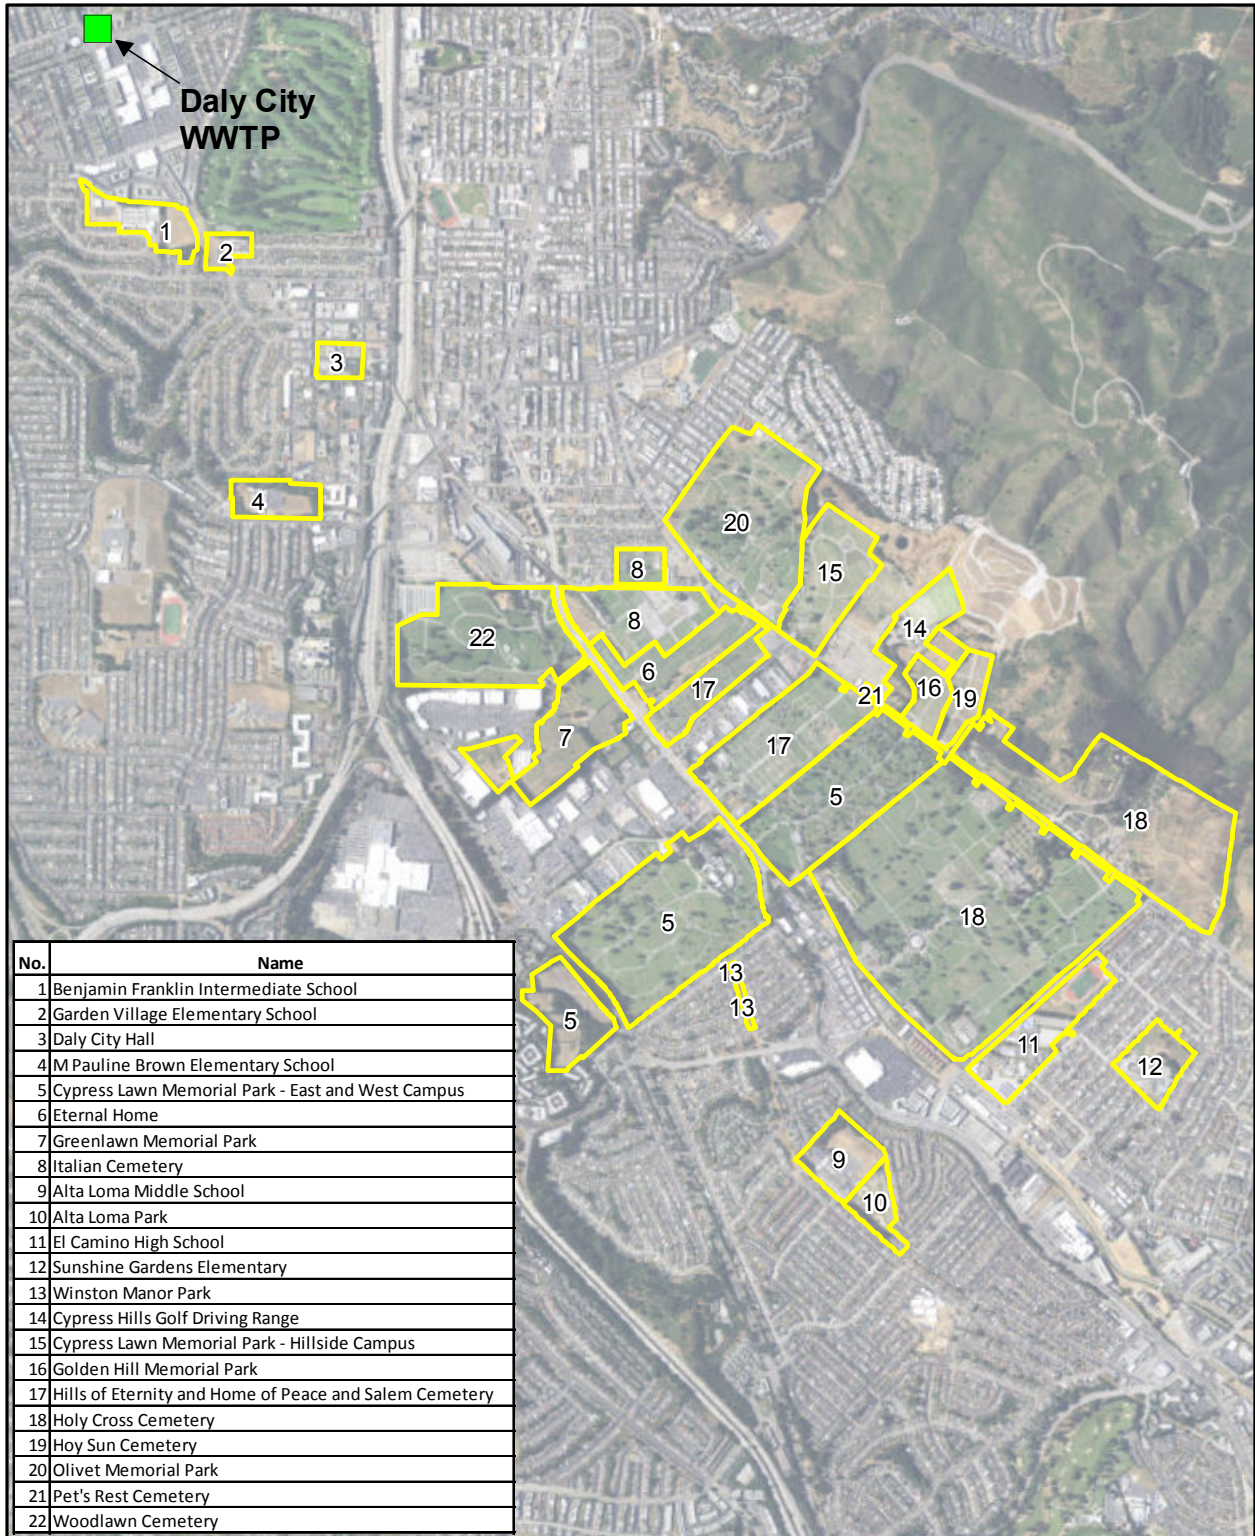 Daly City
WWTP
1
2
3
4
20
8
15
8
14
22
6
17
16
21
19
7
17
5
18
18
5
13
13
5
11
12
9
10
No. Name
1 Benjamin Franklin Intermediate School
2 Garden Village Elementary School
3 Daly City Hall
4 M Pauline Brown Elementary School
5 Cypress Lawn Memorial Park - East and West Campus
6 Eternal Home
7 Greenlawn Memorial Park
8 Italian Cemetery
9 Alta Loma Middle School
10 Alta Loma Park
11 El Camino High School
12 Sunshine Gardens Elementary
13 Winston Manor Park
14 Cypress Hills Golf Driving Range
15 Cypress Lawn Memorial Park - Hillside Campus
16 Golden Hill Memorial Park
17 Hills of Eternity and Home of Peace and Salem Cemetery
18 Holy Cross Cemetery
19 Hoy Sun Cemetery
20 Olivet Memorial Park
21 Pet's Rest Cemetery
22 Woodlawn Cemetery